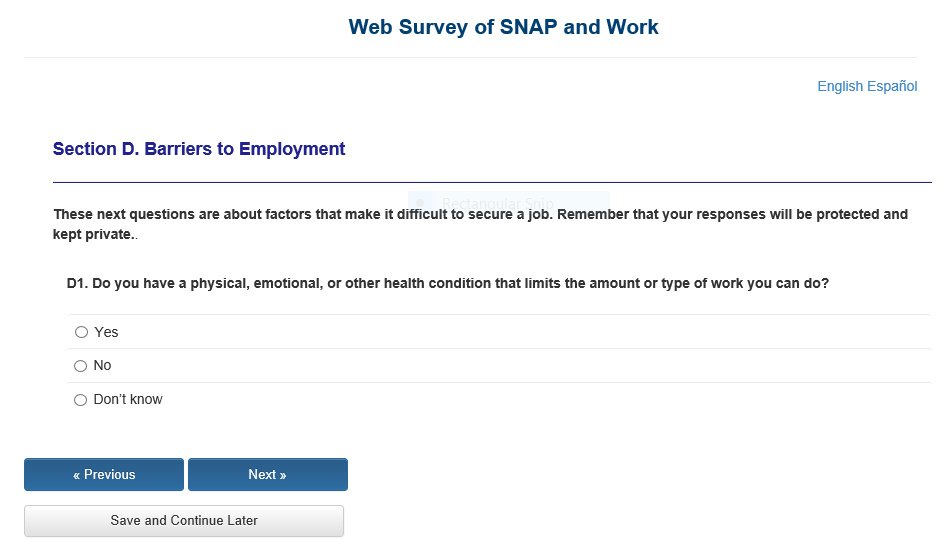 Web Survey of SNAP and Work
English Español
Section D. Barriers to Employment
Rectangular Snip
These next questions are about factors that make it difficult to secure a job. Remember that your responses will be protected and
kept private..
D1. Do you have a physical, emotional, or other health condition that limits the amount or type of work you can do?
Yes
No
Don't know
« Previous
Next »
Save and Continue Later